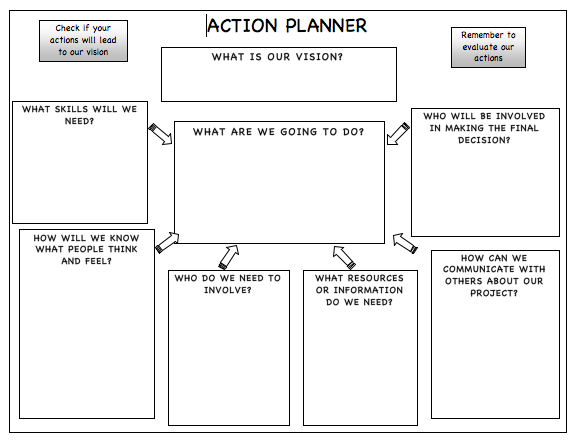 ACTION PLANNER
Check if your
actions will lead
to our vision
Remember to
evaluate our
actions
WHAT IS OUR VISION?
WHAT SKILLS WILL WE
NEED?
WHAT ARE WE GOING TO DO?
WHO WILL BE INVOLVED
IN MAKING THE FINAL
DECISION?
HOW WILL WE KNOW
WHAT PEOPLE THINK
AND FEEL?
WHO DO WE NEED TO
INVOLVE?
WHAT RESOURCES
OR INFORMATION
DO WE NEED?
HOW CAN WE
COMMUNICATE WITH
OTHERS ABOUT OUR
PROJECT?